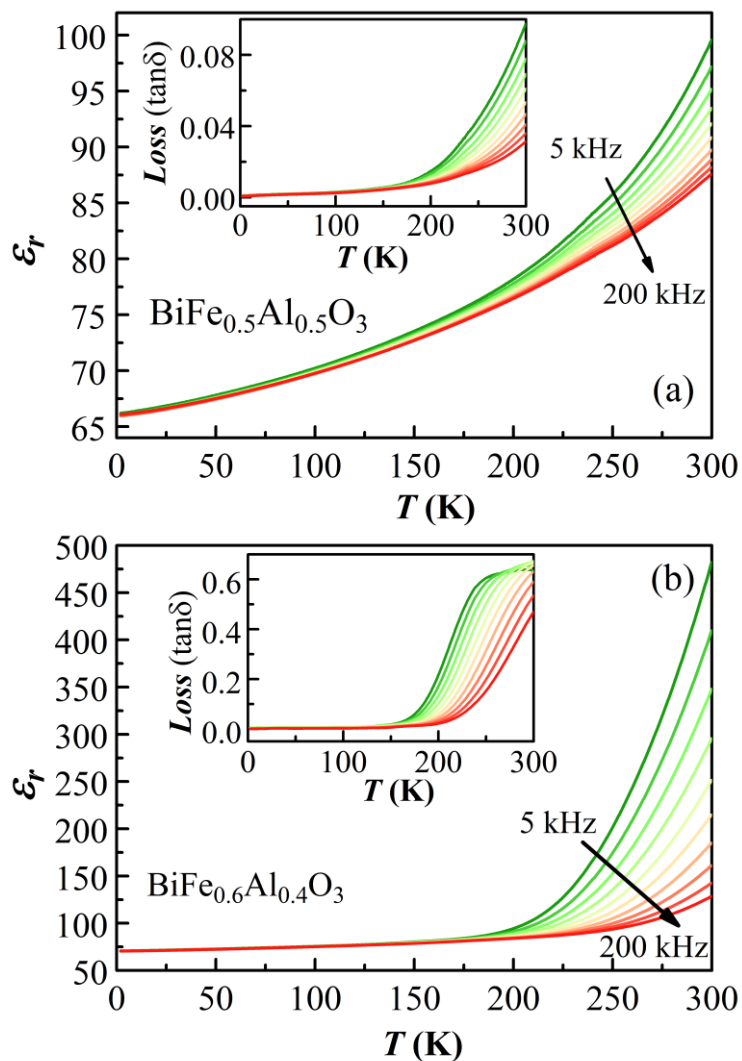 100
95
90
85
80
75
70
65
εr
0.08
0.04
0.00
Loss (tanδ)
0 100 200 300
T (K)
5 kHz
200 kHz
BiFe0.5Al0.5O3
(a)
0 50 100 150 200 250 300
T (K)
500
450
400
350
300
250
200
150
100
50
εr
0.6
0.4
0.2
0.0
Loss (tanδ)
0 100 200 300
T (K)
(b)
5 kHz
200 kHz
BiFe0.6Al0.4O3
0 50 100 150 200 250 300
T (K)